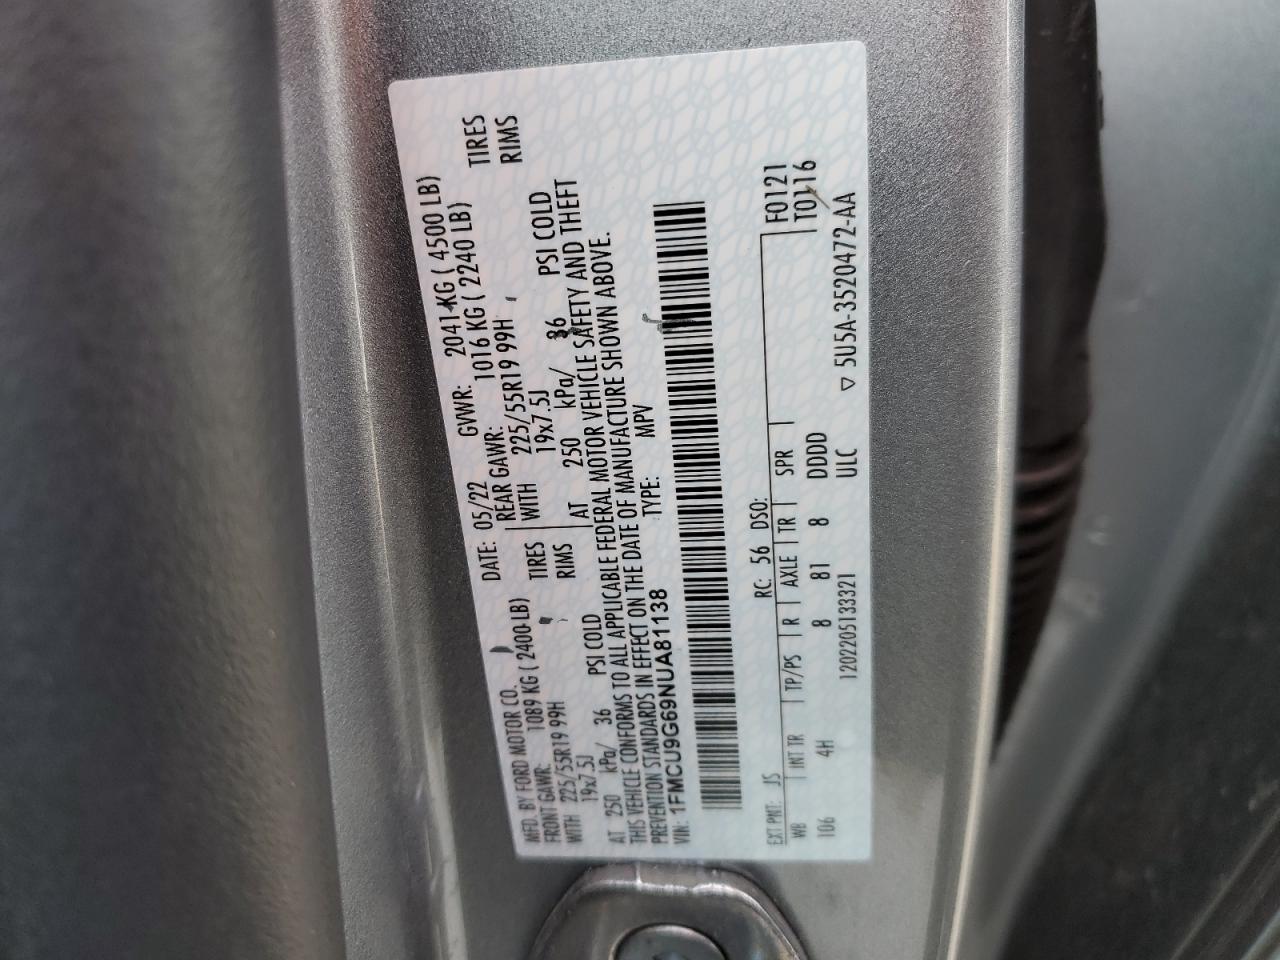 MFD. BY FORD MOTOR CO. DATE: 05/22 GVWR: 2041 KG ( 4500 LB)
FRONT GAWR: 1089 KG ( 2400 LB) REAR GAWR: 1016 KG ( 2240 LB)
WITH 225/55R19 99H TIRES WITH 225/55R19 99H TIRES
19x7.5J RIMS 19x7.5J RIMS
AT 250 kPa/ 36 PSI COLD AT 250 kPa/ 36 PSI COLD
THIS VEHICLE CONFORMS TO ALL APPLICABLE FEDERAL MOTOR VEHICLE SAFETY AND THEFT
PREVENTION STANDARDS IN EFFECT ON THE DATE OF MANUFACTURE SHOWN ABOVE.
VIN: 1FMCU9G69NUA81138 TYPE: MPV
F0121
EXT PNT: JS RC: 56 DSO: T0116
WB INT TR TP/PS R AXLE TR SPR
106 4H 8 81 8 DDDD
120220513321 ULC ▽ 5U5A-3520472-AA